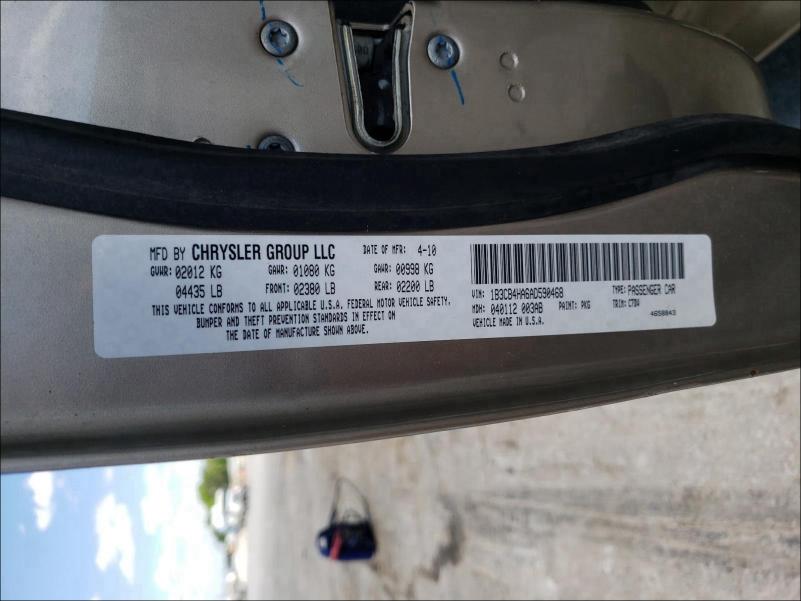 MFD BY CHRYSLER GROUP LLC DATE OF MFR: 4-10
GVWR: 02012 KG GAWR: 01080 KG GAWR: 00998 KG
04435 LB FRONT: 02380 LB REAR: 02200 LB
THIS VEHICLE CONFORMS TO ALL APPLICABLE U.S.A. FEDERAL MOTOR VEHICLE SAFETY,
BUMPER AND THEFT PREVENTION STANDARDS IN EFFECT ON
THE DATE OF MANUFACTURE SHOWN ABOVE.
VIN: 1B3CB4HA6AD590468 TYPE: PASSENGER CAR
MDH: 040112 003AB PAINT: PKG TRIM: C7D4
VEHICLE MADE IN U.S.A. 4658843